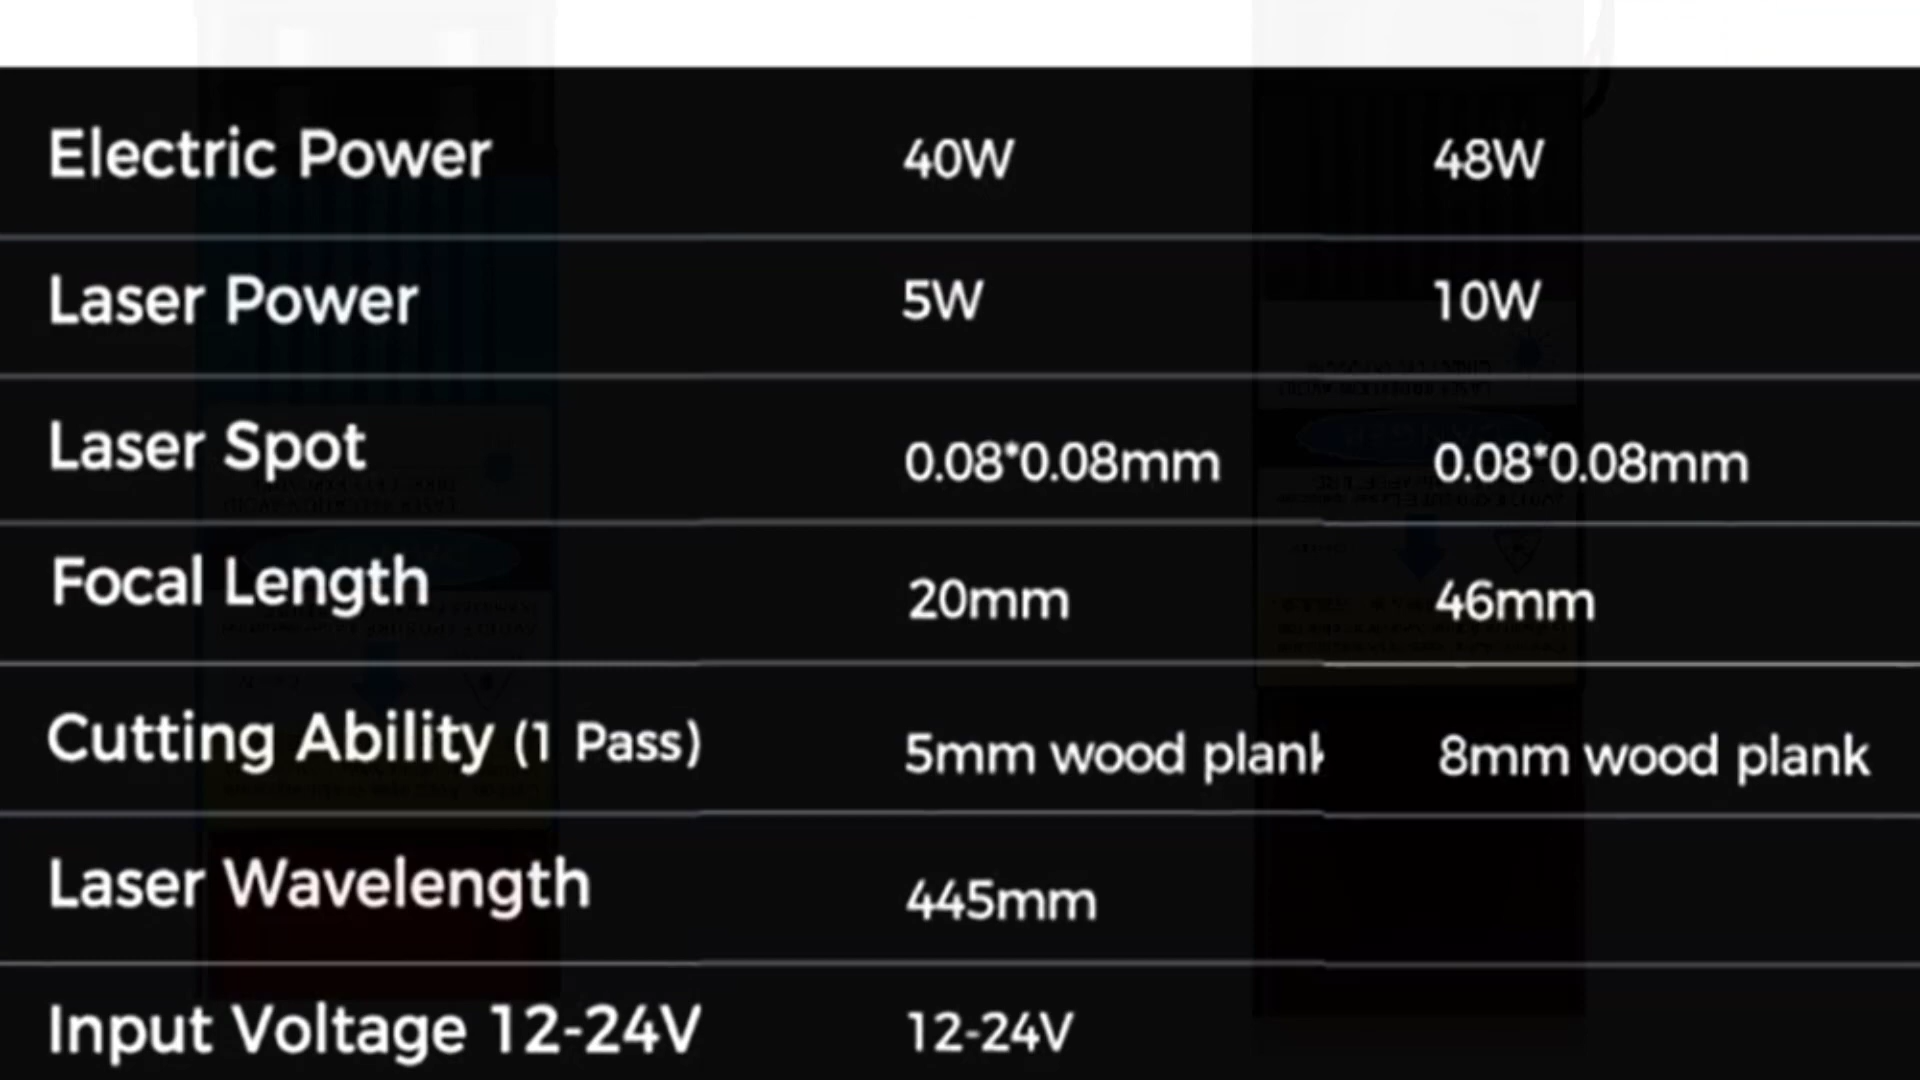 Electric Power 40W 48W
Laser Power 5W 10W
Laser Spot 0.08*0.08mm 0.08*0.08mm
Focal Length 20mm 46mm
Cutting Ability (1 Pass) 5mm wood plank 8mm wood plank
Laser Wavelength 445mm
Input Voltage 12-24V 12-24V